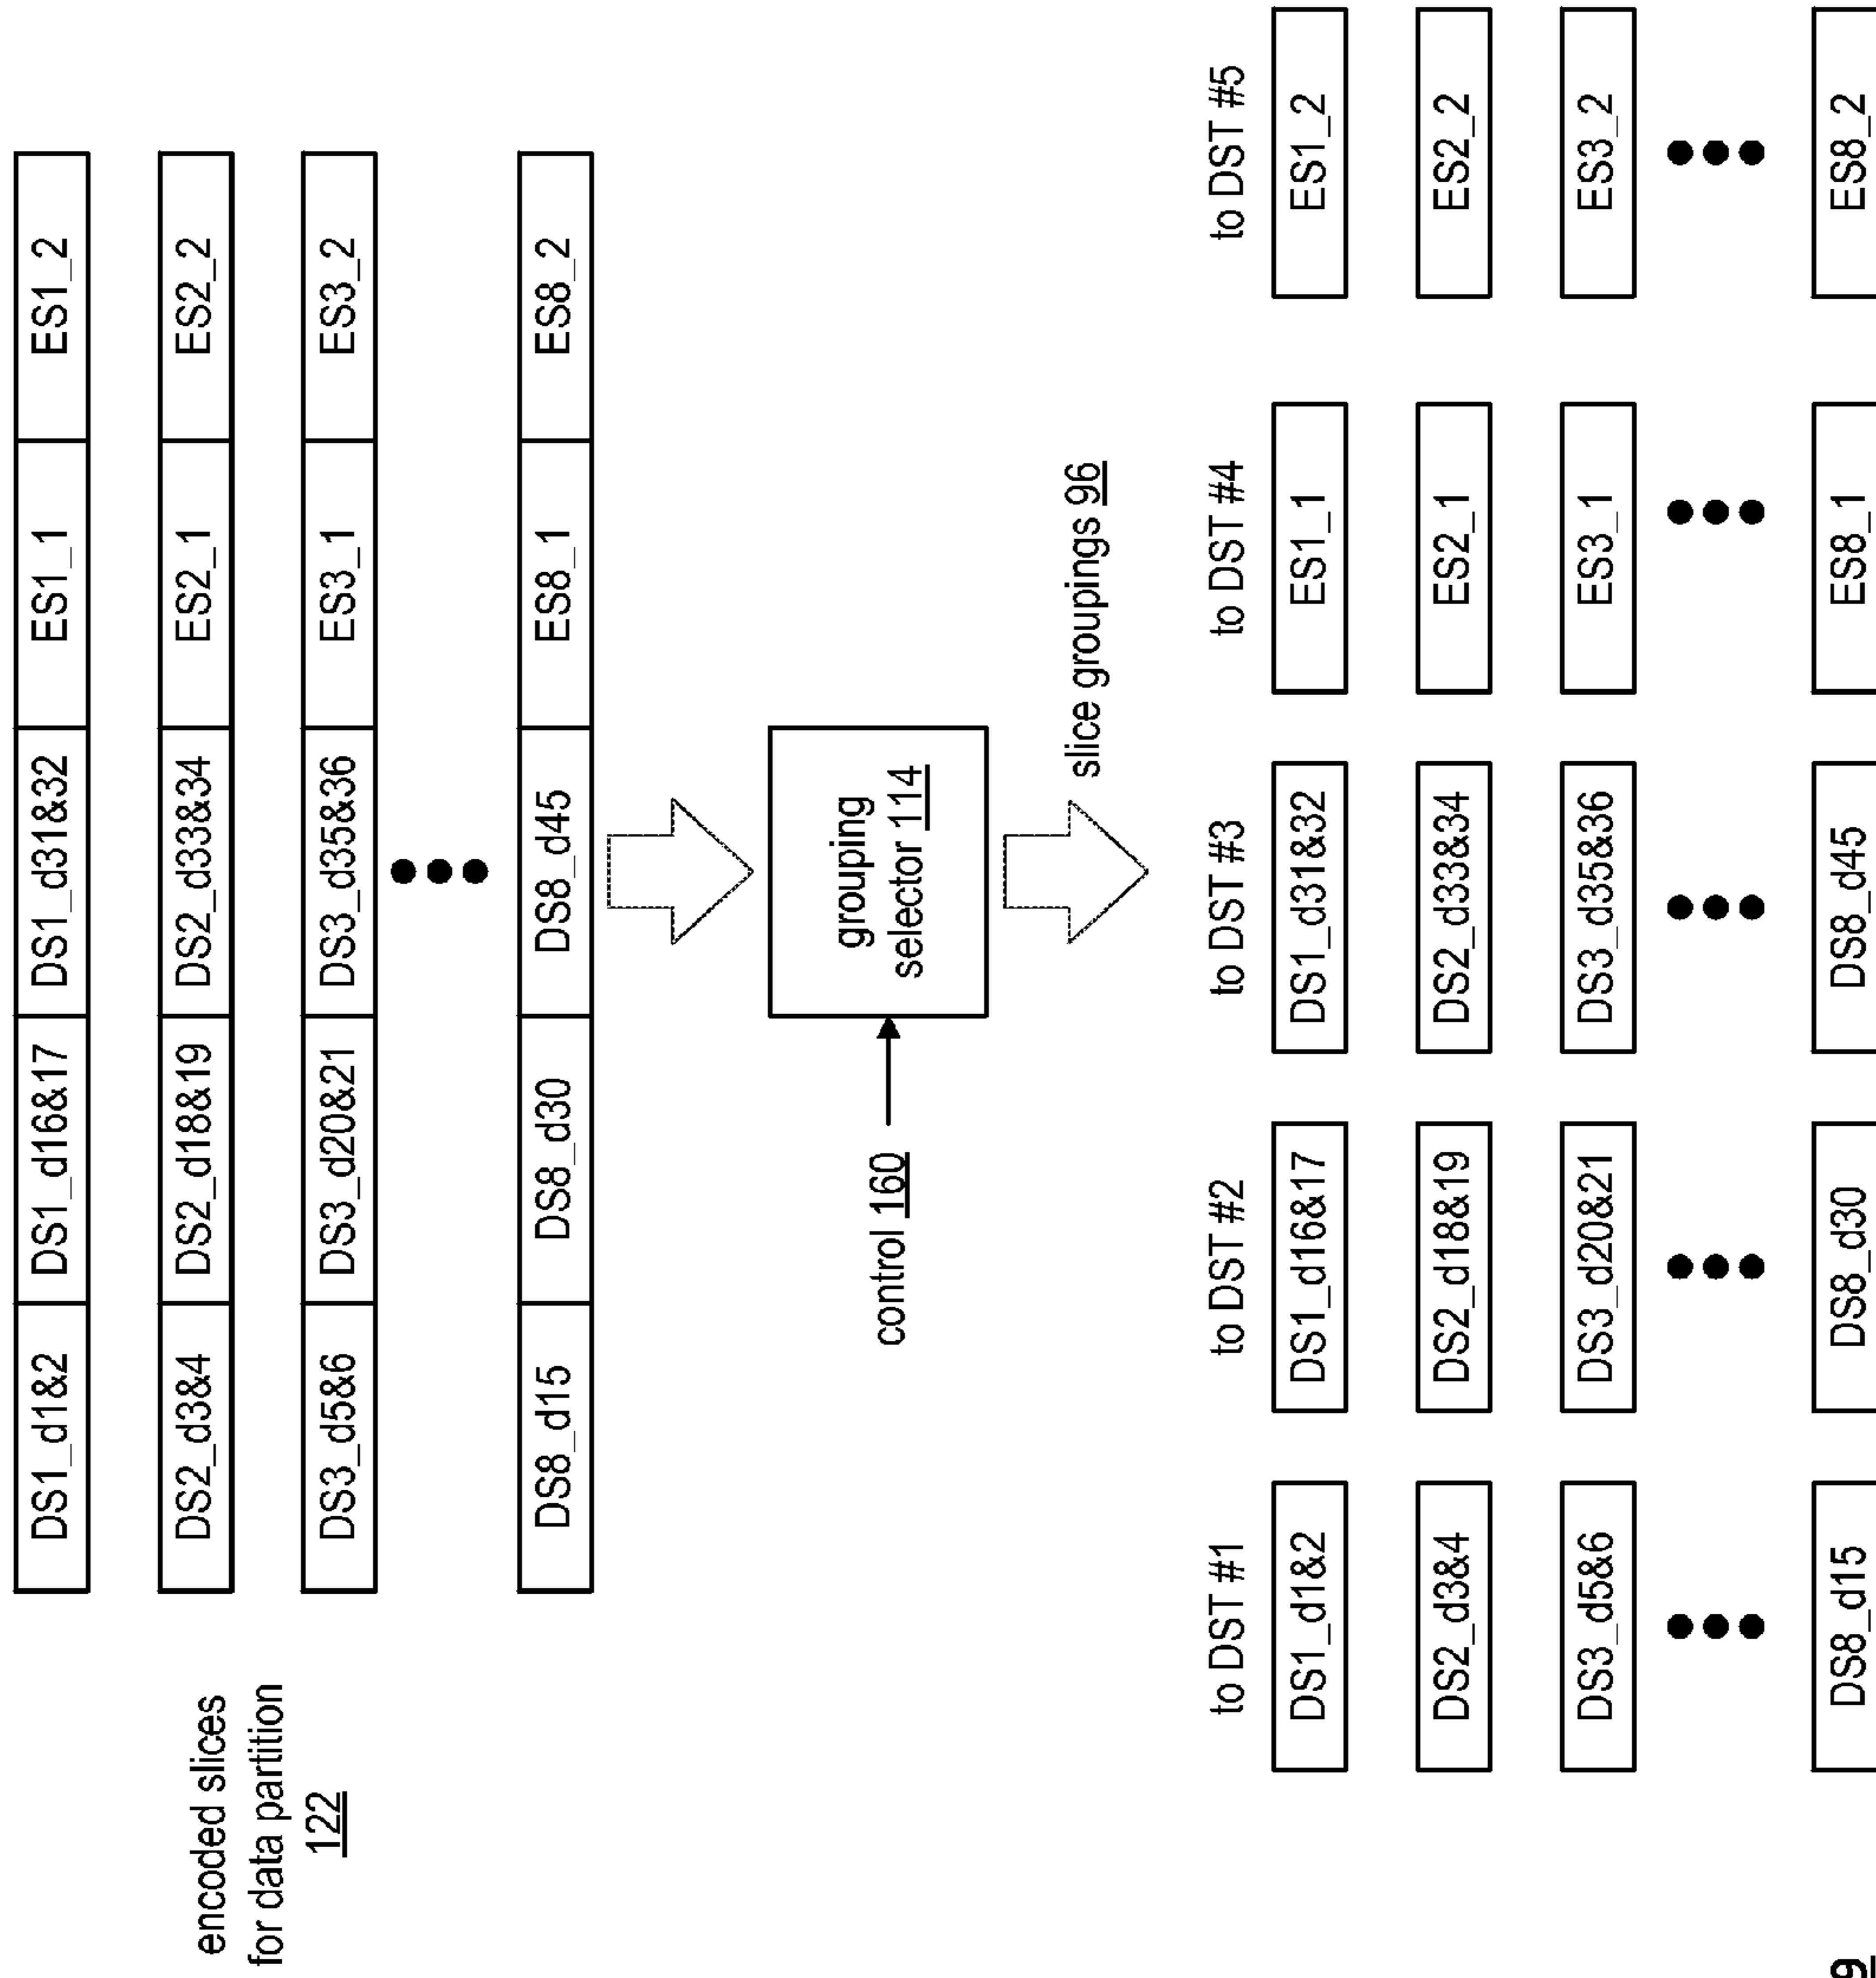 encoded slices
for data partition
122
DS1_d1&2 DS1_d16&17 DS1_d31&32 ES1_1 ES1_2
DS2_d3&4 DS2_d18&19 DS2_d33&34 ES2_1 ES2_2
DS3_d5&6 DS3_d20&21 DS3_d35&36 ES3_1 ES3_2
DS8_d15 DS8_d30 DS8_d45 ES8_1 ES8_2
control 160
grouping
selector 114
slice groupings 96
to DST #1 to DST #2 to DST #3 to DST #4 to DST #5
DS1_d1&2 DS1_d16&17 DS1_d31&32 ES1_1 ES1_2
DS2_d3&4 DS2_d18&19 DS2_d33&34 ES2_1 ES2_2
DS3_d5&6 DS3_d20&21 DS3_d35&36 ES3_1 ES3_2
DS8_d15 DS8_d30 DS8_d45 ES8_1 ES8_2